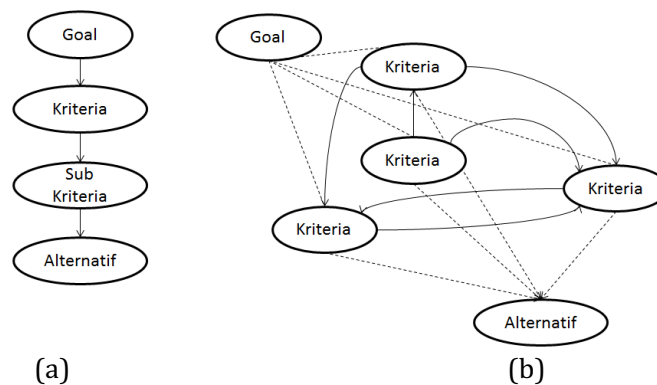 Goal
Kriteria
Sub
Kriteria
Alternatif
(a)
Goal
Kriteria
Kriteria
Kriteria
Kriteria
Alternatif
(b)